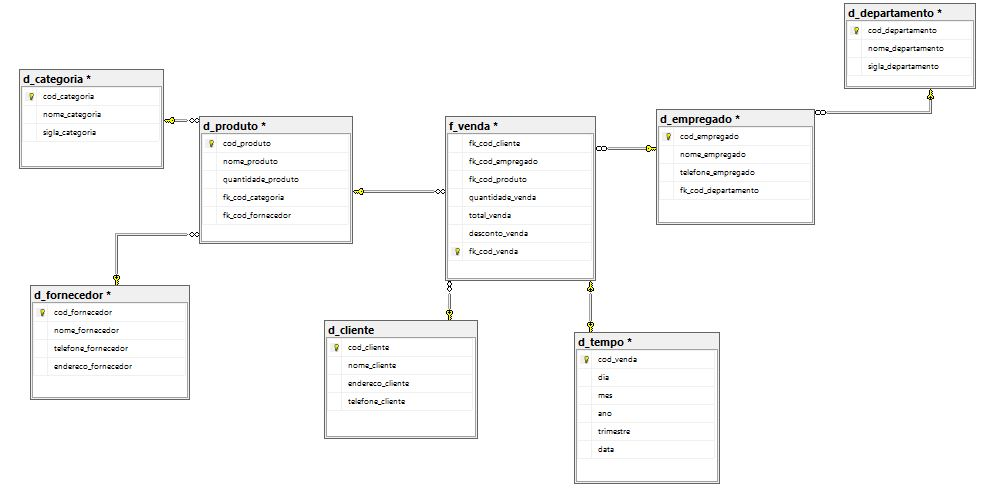 d_departamento *
cod_departamento
nome_departamento
sigla_departamento
d_categoria *
cod_categoria
nome_categoria
sigla_categoria
d_produto *
cod_produto
nome_produto
quantidade_produto
fk_cod_categoria
fk_cod_fornecedor
f_venda *
fk_cod_cliente
fk_cod_empregado
fk_cod_produto
quantidade_venda
total_venda
desconto_venda
fk_cod_venda
d_empregado *
cod_empregado
nome_empregado
telefone_empregado
fk_cod_departamento
d_fornecedor *
cod_fornecedor
nome_fornecedor
telefone_fornecedor
endereco_fornecedor
d_cliente
cod_cliente
nome_cliente
endereco_cliente
telefone_cliente
d_tempo *
cod_venda
dia
mes
ano
trimestre
data